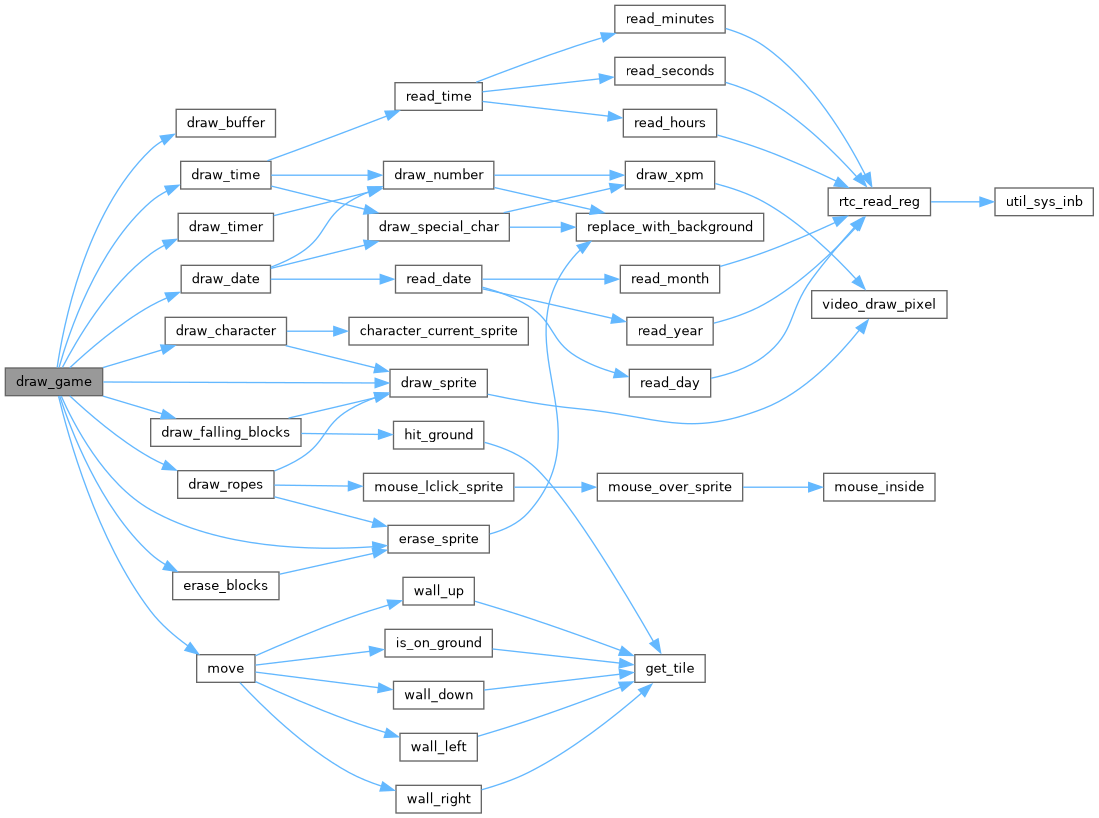 draw_game
draw_buffer
draw_time
draw_timer
draw_date
draw_character
draw_falling_blocks
draw_ropes
erase_blocks
move
read_time
draw_number
draw_special_char
read_date
character_current_sprite
draw_sprite
hit_ground
mouse_lclick_sprite
erase_sprite
wall_up
is_on_ground
wall_down
wall_left
wall_right
read_minutes
read_seconds
read_hours
draw_xpm
replace_with_background
read_month
read_year
read_day
mouse_over_sprite
get_tile
rtc_read_reg
video_draw_pixel
mouse_inside
util_sys_inb